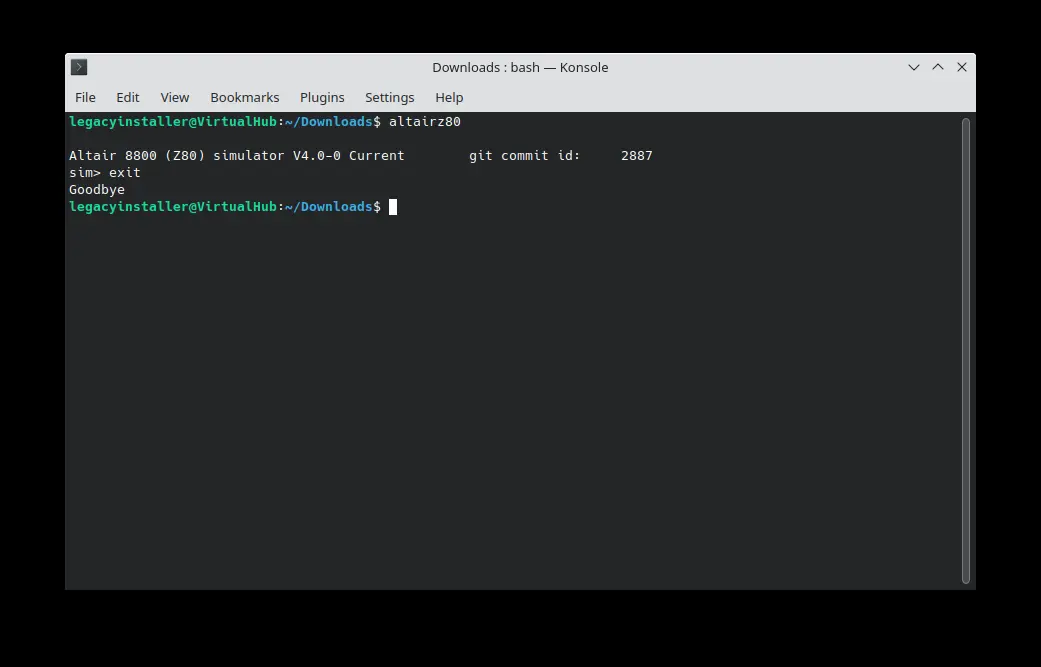 Downloads : bash — Konsole
File Edit View Bookmarks Plugins Settings Help
legacyinstaller@VirtualHub:~/Downloads$ altairz80
Altair 8800 (Z80) simulator V4.0-0 Current        git commit id:     2887
sim> exit
Goodbye
legacyinstaller@VirtualHub:~/Downloads$